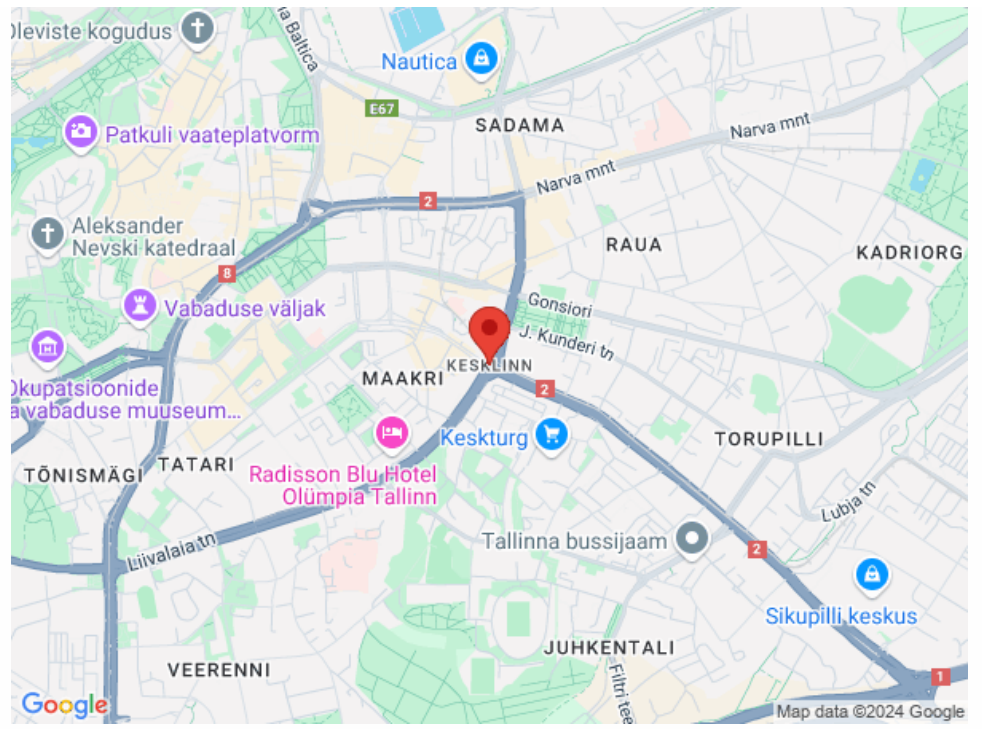 Oleviste kogudus
a Baltica
Nautica
E67
SADAMA
Patkuli vaateplatvorm
Narva mnt
Narva mnt
2
Aleksander
Nevski katedraal
RAUA
KADRIORG
8
Vabaduse väljak
Gonsiori
J. Kunderi tn
KESKLINN
MAAKRI
2
Okupatsioonide
a vabaduse muuseum...
Keskturg
TORUPILLI
TÕNISMÄGI
TATARI
Radisson Blu Hotel
Olümpia Tallinn
Lubja tn
Liivalaia tn
Tallinna bussijaam
2
Sikupilli keskus
JUHKENTALI
VEERENNI
Filtri tee
1
Google
Map data ©2024 Google